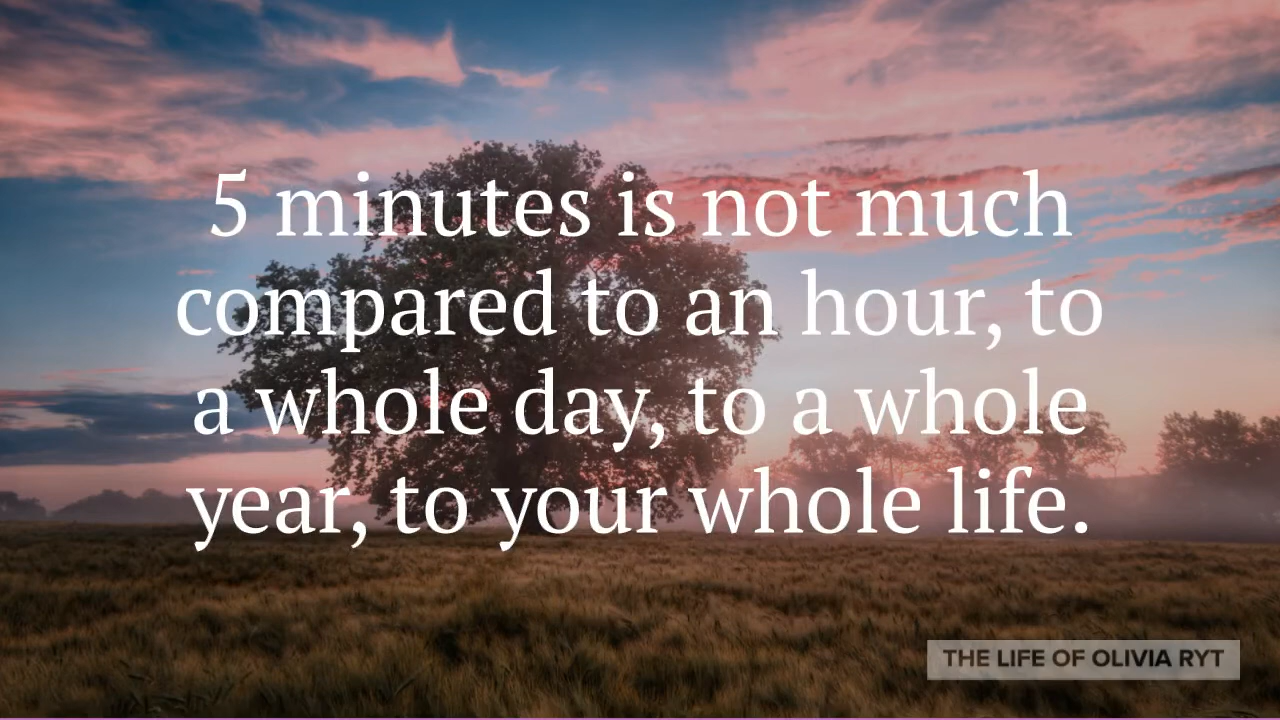 5 minutes is not much
compared to an hour, to
a whole day, to a whole
year, to your whole life.
THE LIFE OF OLIVIA RYT